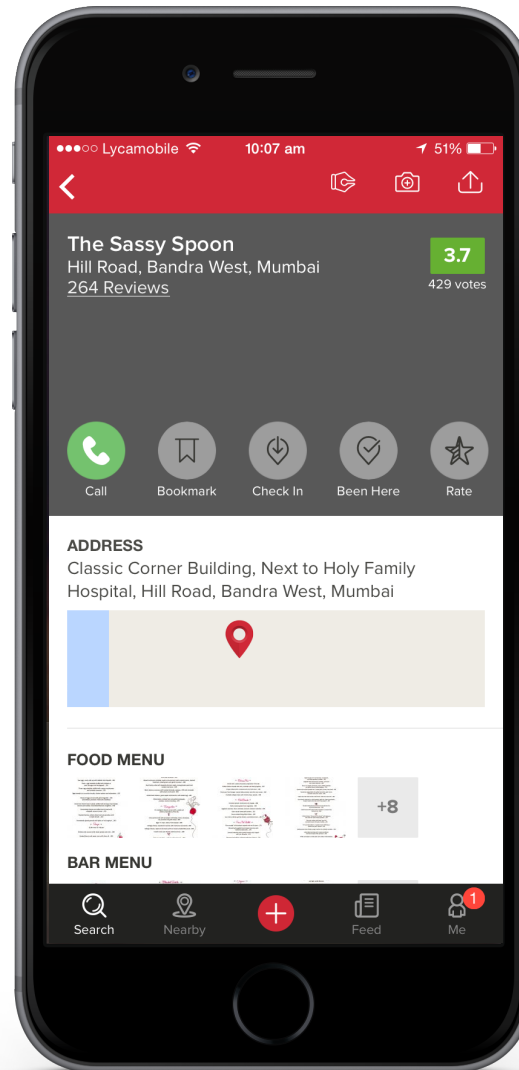 Lycamobile 10:07 am 51%
The Sassy Spoon
Hill Road, Bandra West, Mumbai
264 Reviews
3.7
429 votes
Call Bookmark Check In Been Here Rate
ADDRESS
Classic Corner Building, Next to Holy Family
Hospital, Hill Road, Bandra West, Mumbai
FOOD MENU
+8
BAR MENU
1
Search Nearby Feed Me